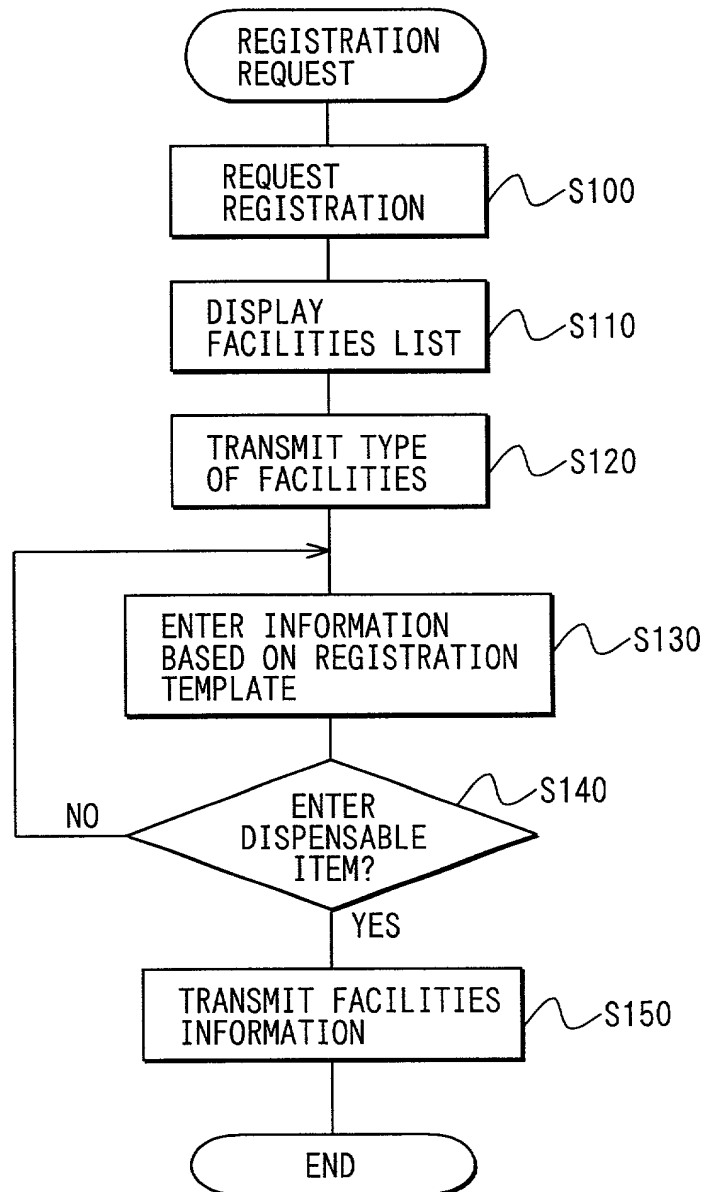 REGISTRATION
REQUEST
REQUEST
REGISTRATION
S100
DISPLAY
FACILITIES LIST
S110
TRANSMIT TYPE
OF FACILITIES
S120
ENTER INFORMATION
BASED ON REGISTRATION
TEMPLATE
S130
ENTER
DISPENSABLE
ITEM?
S140
NO
YES
TRANSMIT FACILITIES
INFORMATION
S150
END